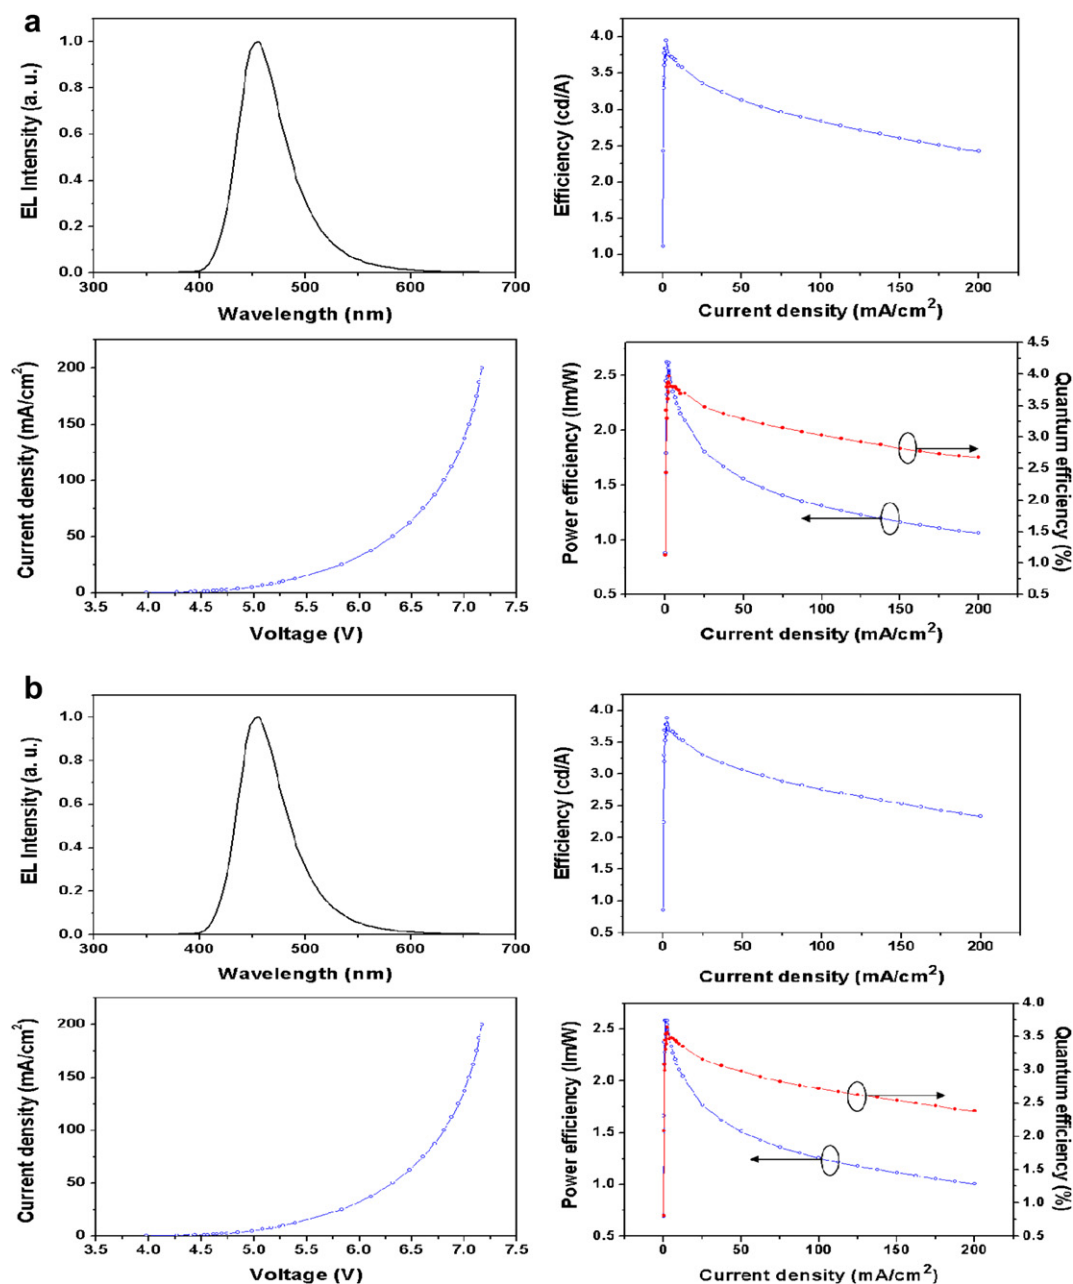 a
EL Intensity (a. u.)
1.0
0.8
0.6
0.4
0.2
0.0
300 400 500 600 700
Wavelength (nm)
Efficiency (cd/A)
4.0
3.5
3.0
2.5
2.0
1.5
1.0
0 50 100 150 200
Current density (mA/cm²)
Current density (mA/cm²)
200
150
100
50
0
3.5 4.0 4.5 5.0 5.5 6.0 6.5 7.0 7.5
Voltage (V)
Power efficiency (lm/W)
2.5
2.0
1.5
1.0
0.5
4.5
4.0
3.5
3.0
2.5
2.0
1.5
1.0
0.5
Quantum efficiency (%)
0 50 100 150 200
Current density (mA/cm²)
b
EL Intensity (a. u.)
1.0
0.8
0.6
0.4
0.2
0.0
300 400 500 600 700
Wavelength (nm)
Efficiency (cd/A)
4.0
3.5
3.0
2.5
2.0
1.5
1.0
0.5
0 50 100 150 200
Current density (mA/cm²)
Current density (mA/cm²)
200
150
100
50
0
3.5 4.0 4.5 5.0 5.5 6.0 6.5 7.0 7.5
Voltage (V)
Power efficiency (lm/W)
2.5
2.0
1.5
1.0
0.5
4.0
3.5
3.0
2.5
2.0
1.5
1.0
0.5
Quantum efficiency (%)
0 50 100 150 200
Current density (mA/cm²)